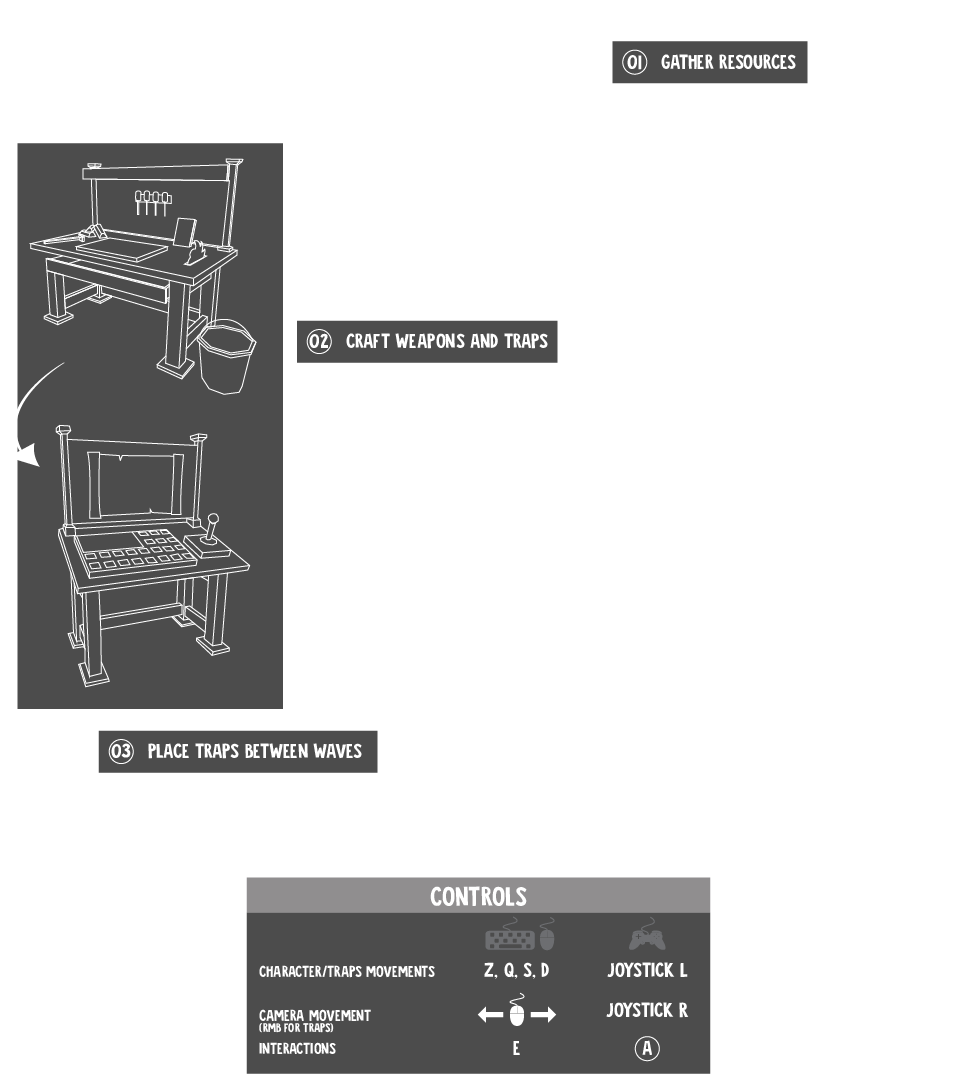 01 GATHER RESOURCES
02 CRAFT WEAPONS AND TRAPS
03 PLACE TRAPS BETWEEN WAVES
CONTROLS
CHARACTER/TRAPS MOVEMENTS Z, Q, S, D JOYSTICK L
CAMERA MOVEMENT JOYSTICK R
(RMB FOR TRAPS)
INTERACTIONS E A